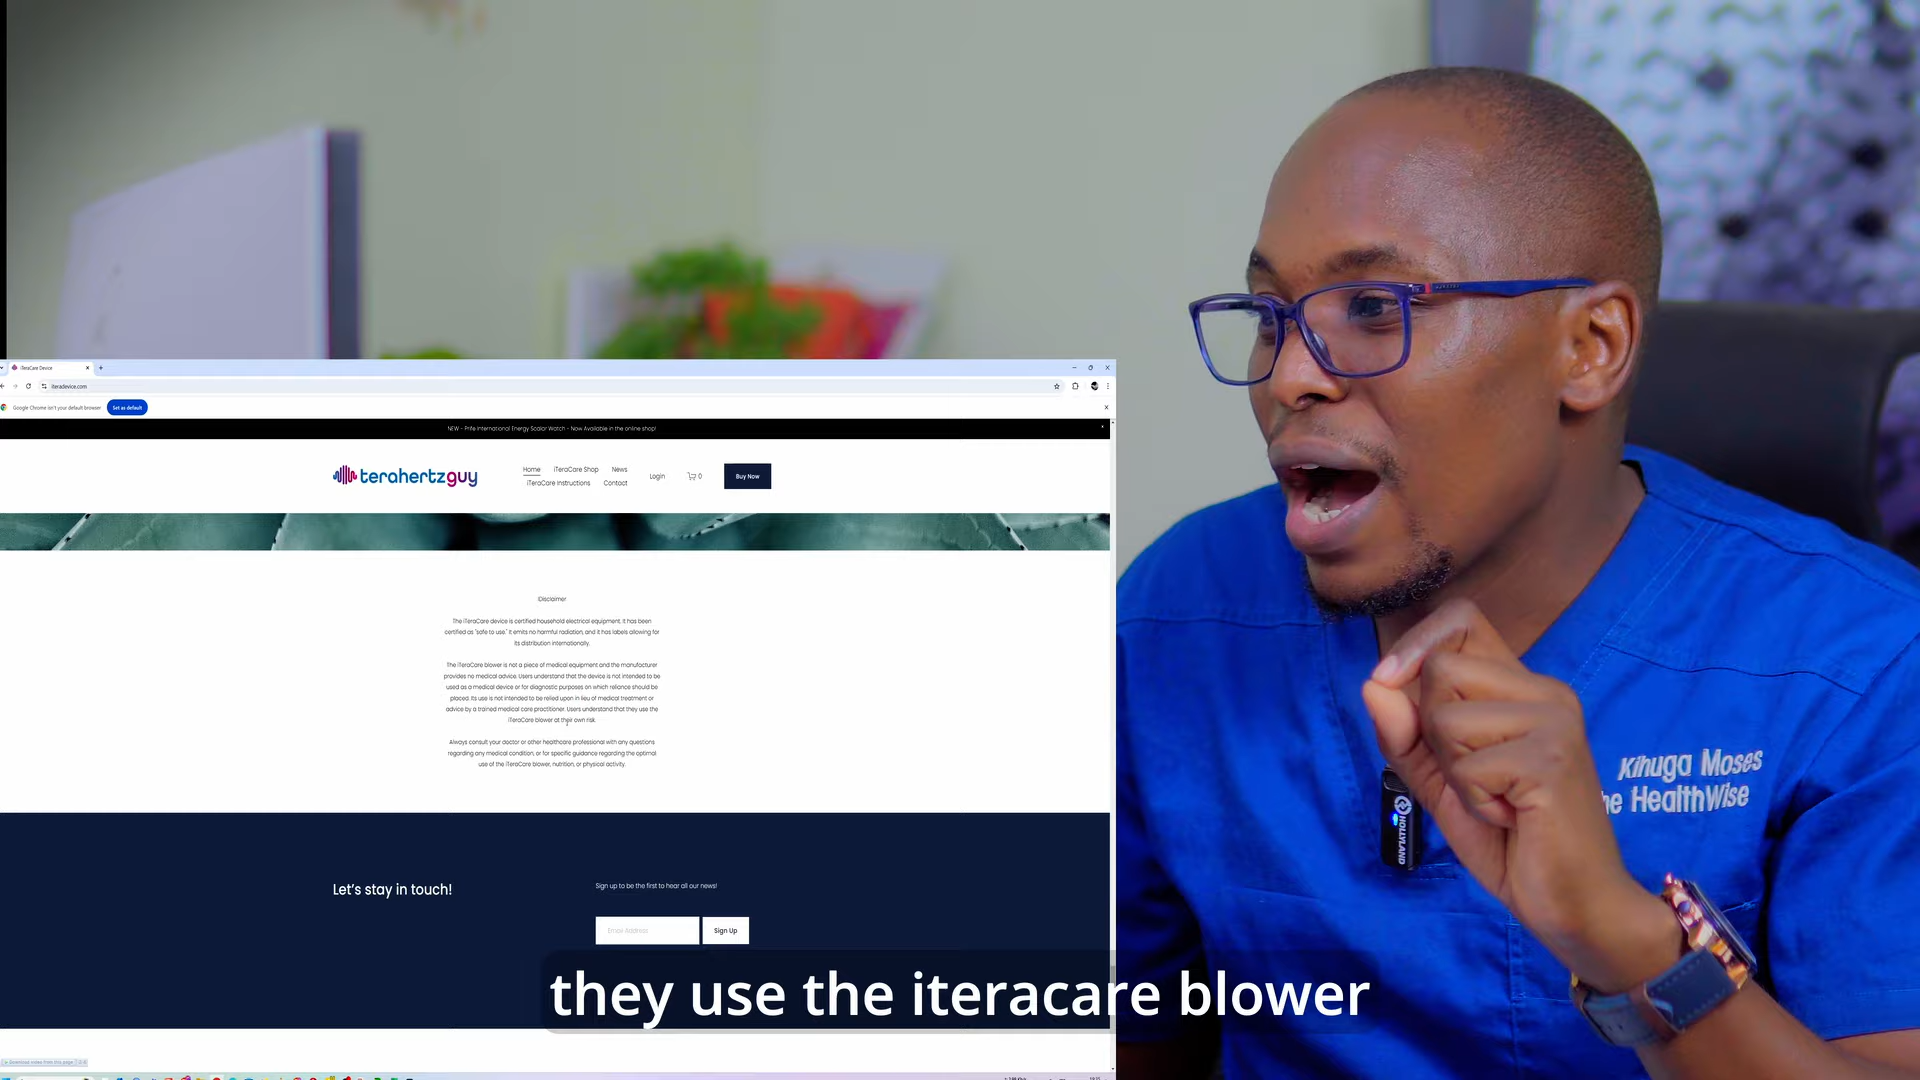 iTeraCare Device
iteradevice.com
Google Chrome isn't your default browser
Set as default
NEW - Prife International Energy Scalar Watch - Now Available in the online shop!
terahertzguy
Home
iTeraCare Shop
News
iTeraCare Instructions
Contact
Login
0
Buy Now
Disclaimer
The iTeraCare device is certified household electrical equipment. It has been
certified as "safe to use." It emits no harmful radiation, and it has labels allowing for
its distribution internationally.
The iTeraCare blower is not a piece of medical equipment and the manufacturer
provides no medical advice. Users understand that the device is not intended to be
used as a medical device or for diagnostic purposes on which reliance should be
placed. Its use is not intended to be relied upon in lieu of medical treatment or
advice by a trained medical care practitioner. Users understand that they use the
iTeraCare blower at their own risk.
Always consult your doctor or other healthcare professional with any questions
regarding any medical condition, or for specific guidance regarding the optimal
use of the iTeraCare blower, nutrition, or physical activity.
Let's stay in touch!
Sign up to be the first to hear all our news!
Email Address
Sign Up
they use the iteracare blower
Kihuga Moses
he HealthWise
HOLLYLAND